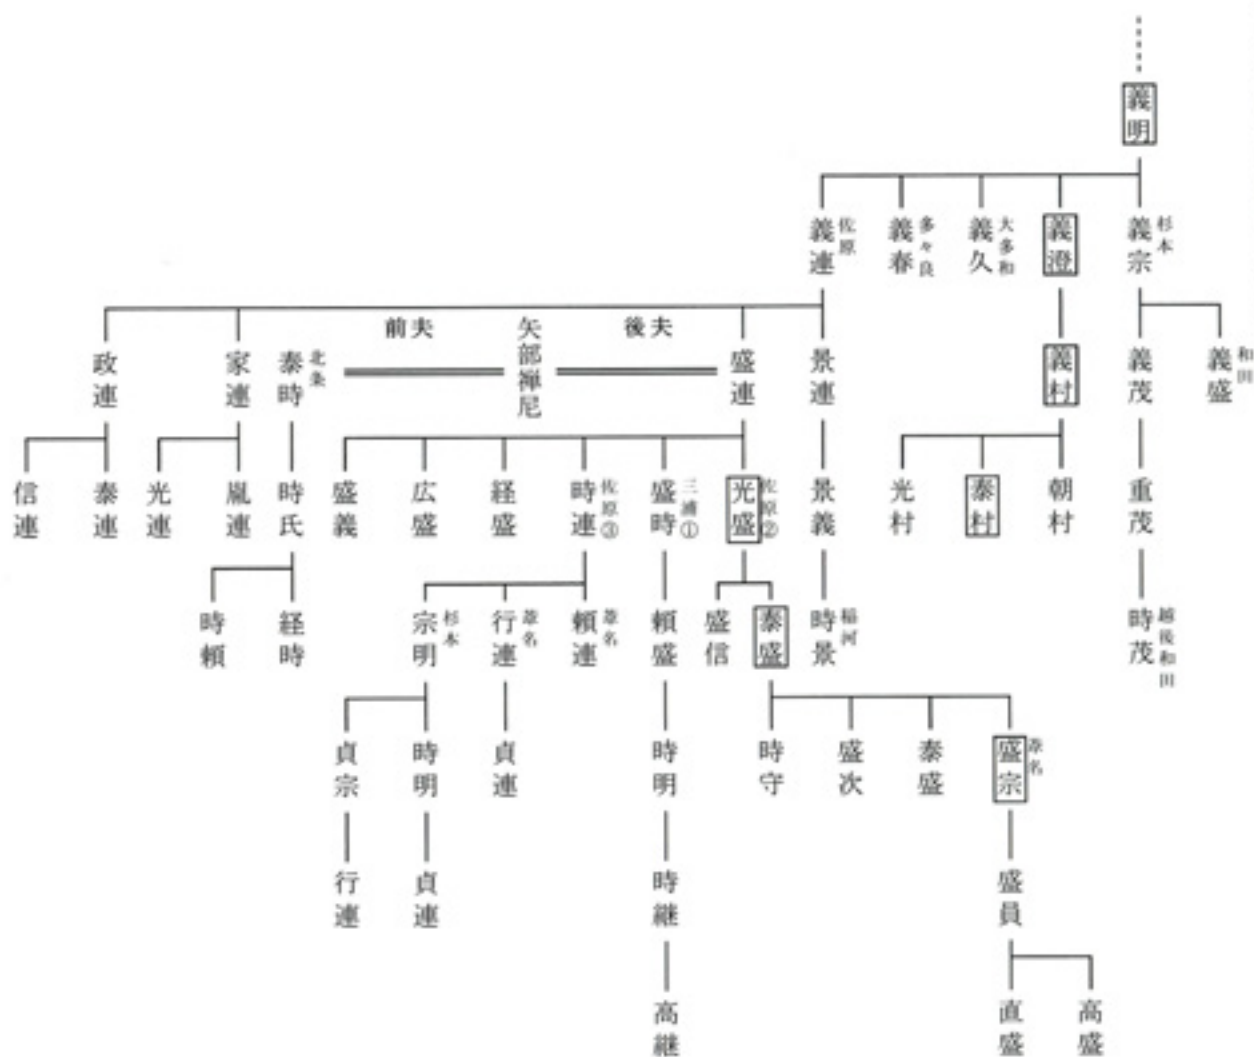 義明
杉本
義宗
義澄
大多和
義久
多々良
義春
佐原
義連
和田
義盛
義茂
義村
景連
後夫
盛連
矢部禅尼
前夫
北条
泰時
家連
政連
重茂
朝村
泰村
光村
景義
佐原②
光盛
三浦①
盛時
佐原③
時連
経盛
広盛
盛義
時氏
胤連
光連
泰連
信連
越後和田
時茂
稲河
時景
泰盛
盛信
頼盛
葦名
頼連
葦名
行連
杉本
宗明
経時
時頼
葦名
盛宗
泰盛
盛次
時守
時明
貞連
時明
貞宗
盛員
時継
貞連
行連
高盛
直盛
高継